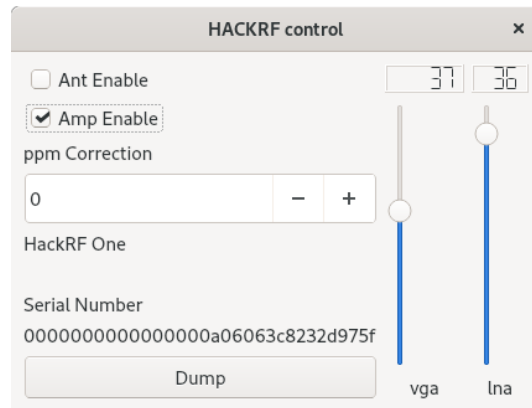 HACKRF control
×
Ant Enable
37 36
Amp Enable
ppm Correction
0 − +
HackRF One
Serial Number
0000000000000000a06063c8232d975f
Dump
vga lna